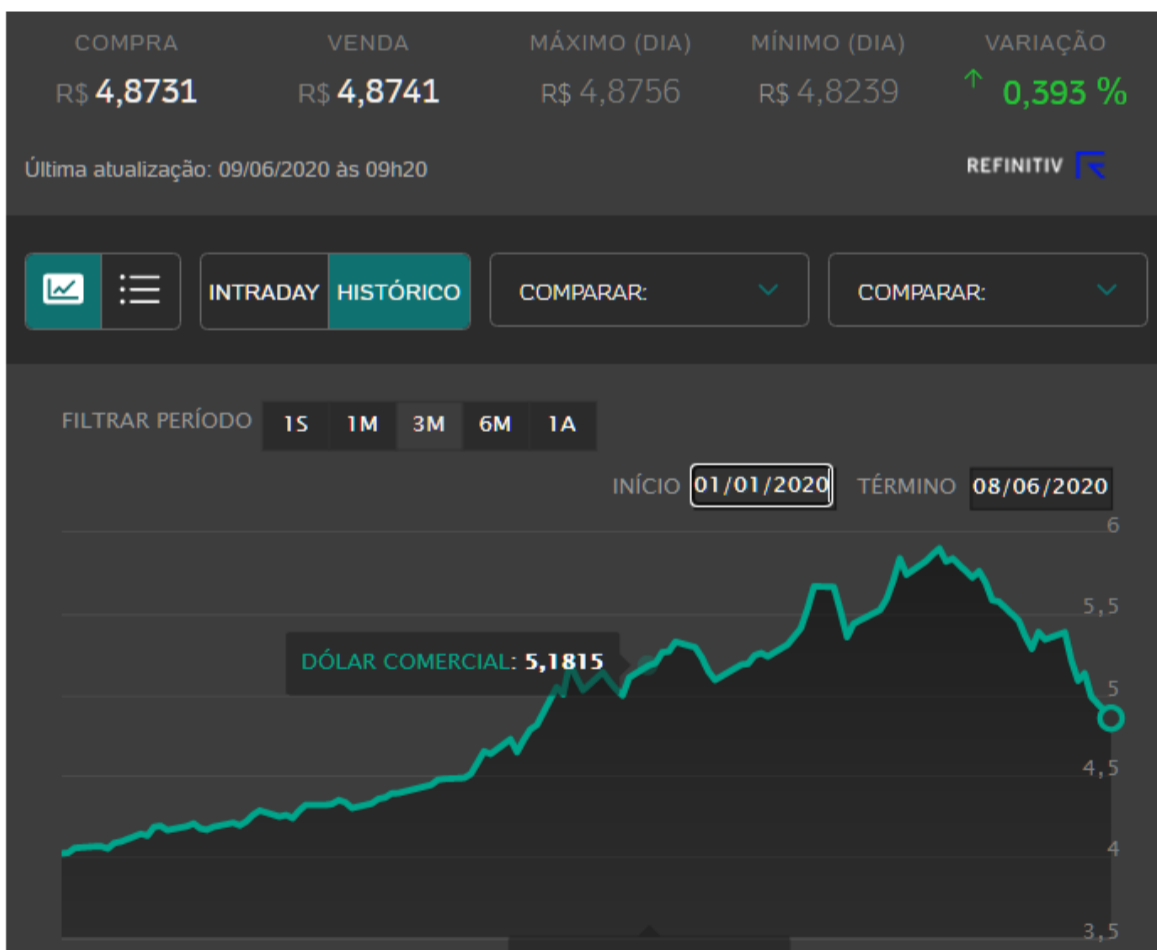 COMPRA VENDA MÁXIMO (DIA) MÍNIMO (DIA) VARIAÇÃO
R$ 4,8731 R$ 4,8741 R$ 4,8756 R$ 4,8239 ↑ 0,393 %
Última atualização: 09/06/2020 às 09h20 REFINITIV
INTRADAY HISTÓRICO COMPARAR: COMPARAR:
FILTRAR PERÍODO 1S 1M 3M 6M 1A
INÍCIO 01/01/2020 TÉRMINO 08/06/2020
6
5,5
DÓLAR COMERCIAL: 5,1815
5
4,5
4
3,5